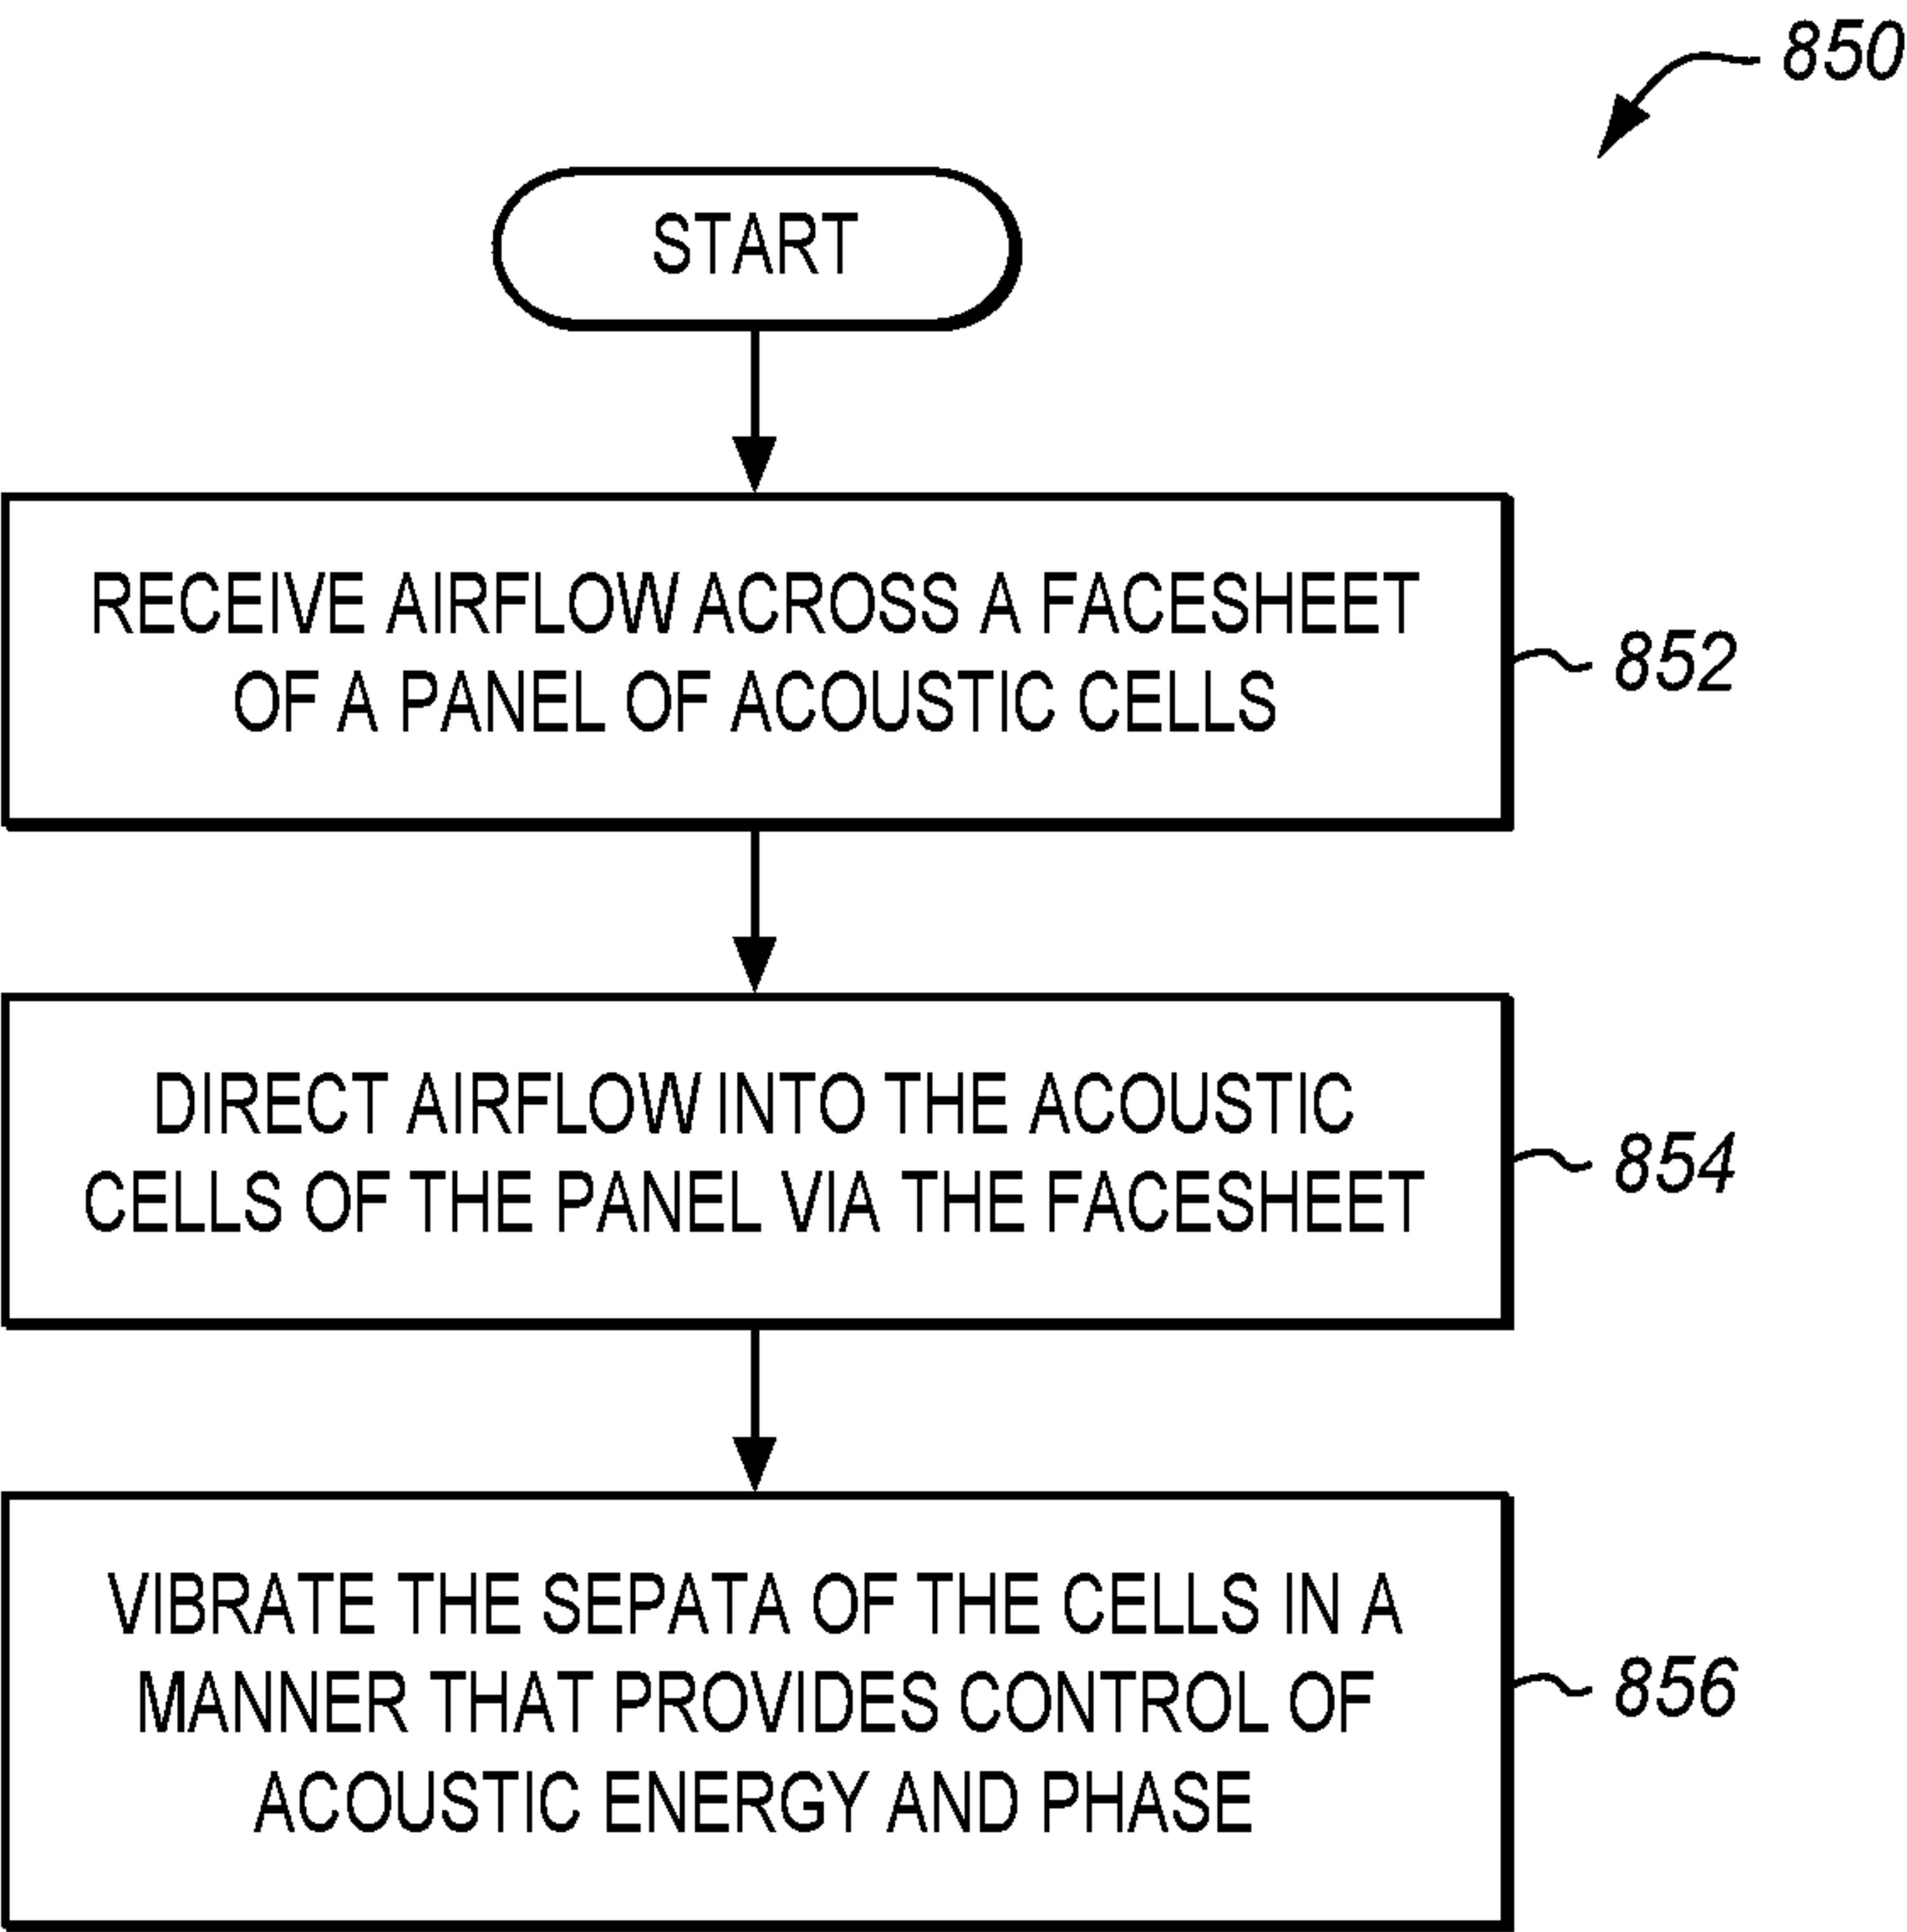 850
START
RECEIVE AIRFLOW ACROSS A FACESHEET
OF A PANEL OF ACOUSTIC CELLS
852
DIRECT AIRFLOW INTO THE ACOUSTIC
CELLS OF THE PANEL VIA THE FACESHEET
854
VIBRATE THE SEPATA OF THE CELLS IN A
MANNER THAT PROVIDES CONTROL OF
ACOUSTIC ENERGY AND PHASE
856